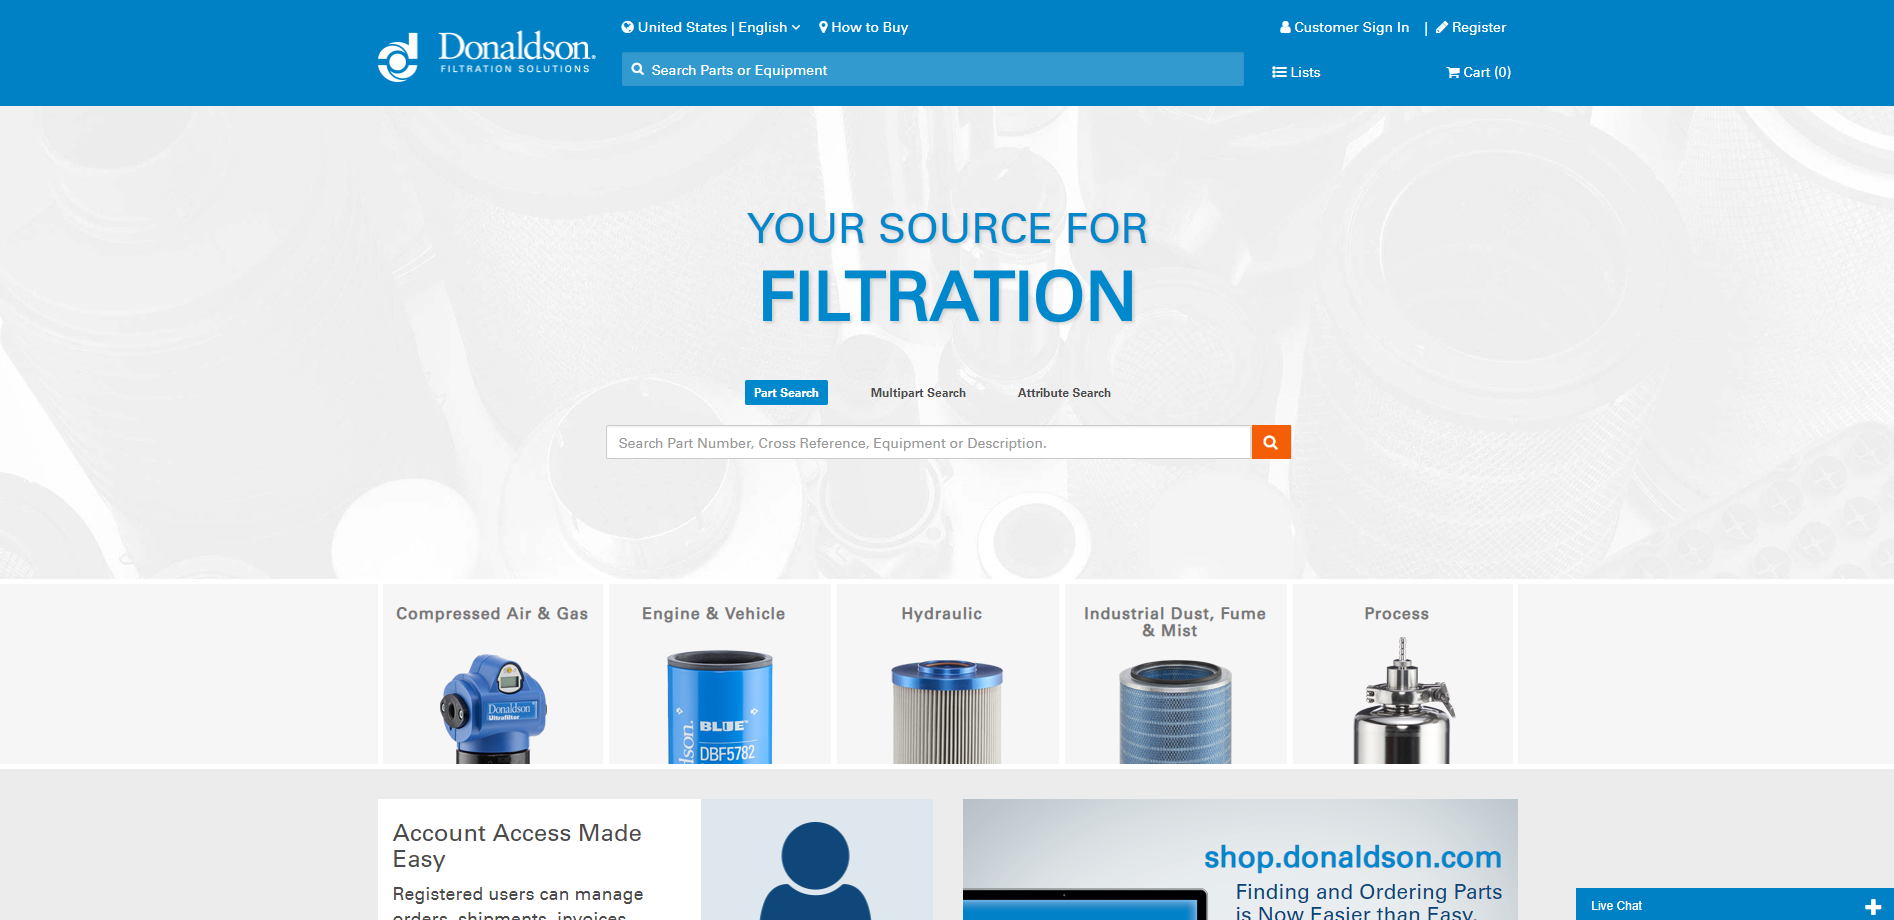 United States | English
How to Buy
Customer Sign In | Register
Donaldson.
FILTRATION SOLUTIONS
Search Parts or Equipment
Lists
Cart (0)
YOUR SOURCE FOR
FILTRATION
Part Search
Multipart Search
Attribute Search
Search Part Number, Cross Reference, Equipment or Description.
Compressed Air & Gas
Engine & Vehicle
Hydraulic
Industrial Dust, Fume
& Mist
Process
Donaldson
Ultrafilter
BLUE
DBF5782
Account Access Made
Easy
Registered users can manage
orders, shipments, invoices
shop.donaldson.com
Finding and Ordering Parts
is Now Easier than Easy.
Live Chat